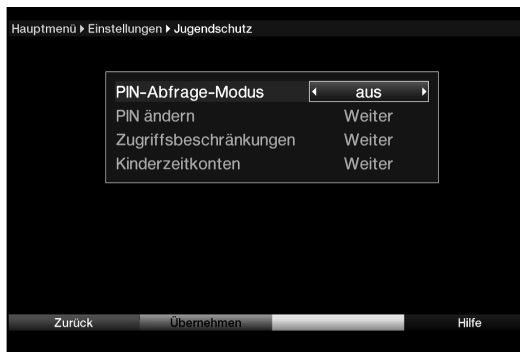 Hauptmenü ▸ Einstellungen ▸ Jugendschutz
PIN-Abfrage-Modus aus
PIN ändern Weiter
Zugriffsbeschränkungen Weiter
Kinderzeitkonten Weiter
Zurück Übernehmen Hilfe